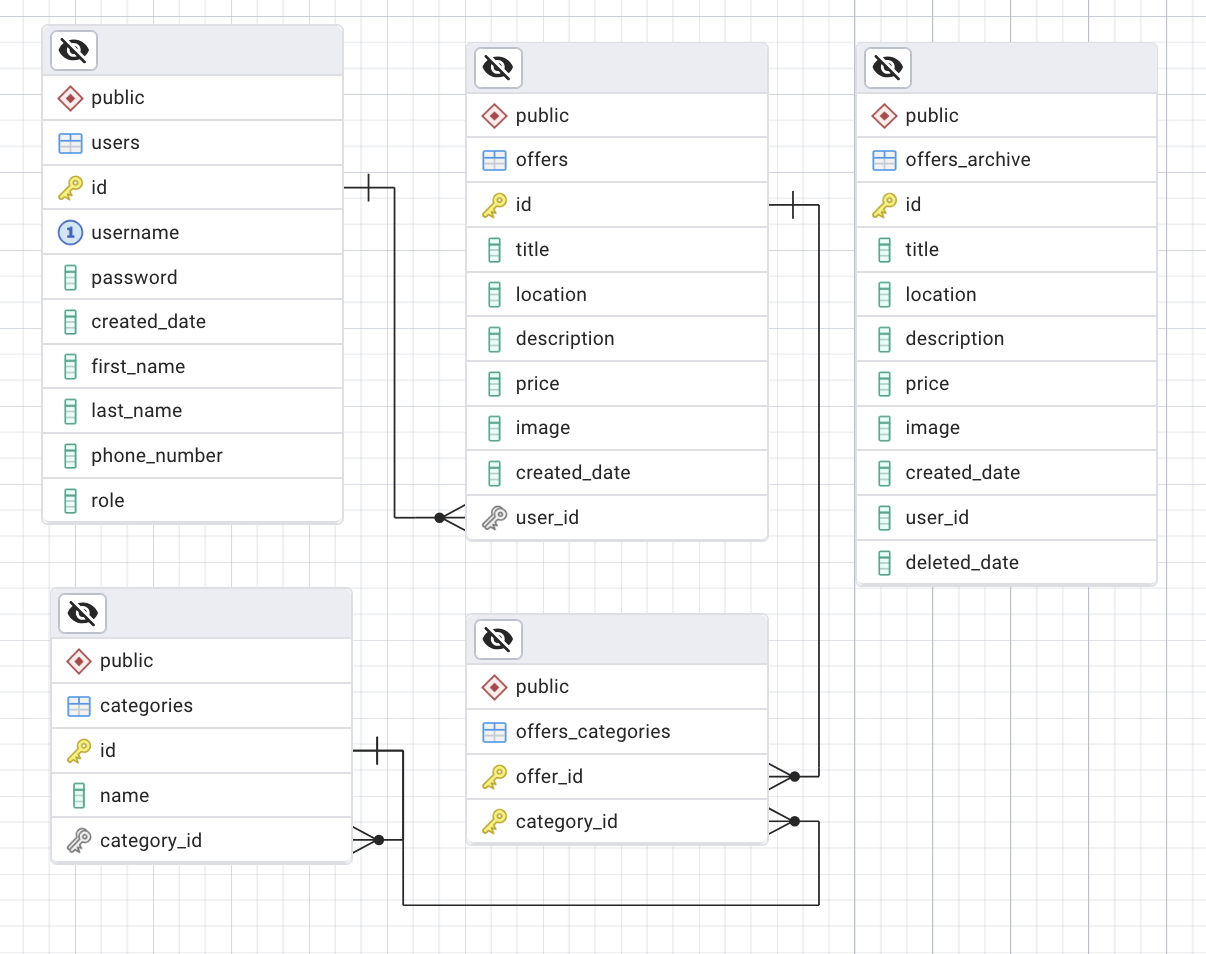 public
users
id
1 username
password
created_date
first_name
last_name
phone_number
role
public
offers
id
title
location
description
price
image
created_date
user_id
public
offers_archive
id
title
location
description
price
image
created_date
user_id
deleted_date
public
categories
id
name
category_id
public
offers_categories
offer_id
category_id